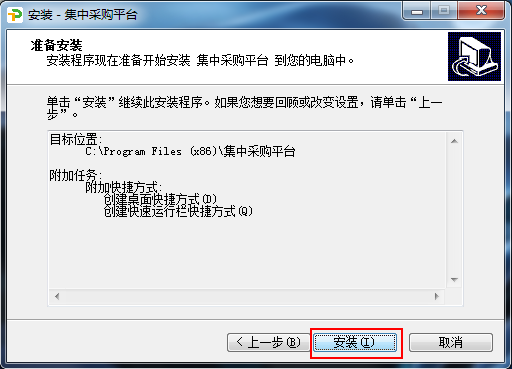 安装 - 集中采购平台
准备安装
安装程序现在准备开始安装 集中采购平台 到您的电脑中。
单击“安装”继续此安装程序。如果您想要回顾或改变设置，请单击“上一
步”。
目标位置:
C:\Program Files (x86)\集中采购平台
附加任务:
附加快捷方式:
创建桌面快捷方式(D)
创建快速运行栏快捷方式(Q)
< 上一步(B)
安装(I)
取消